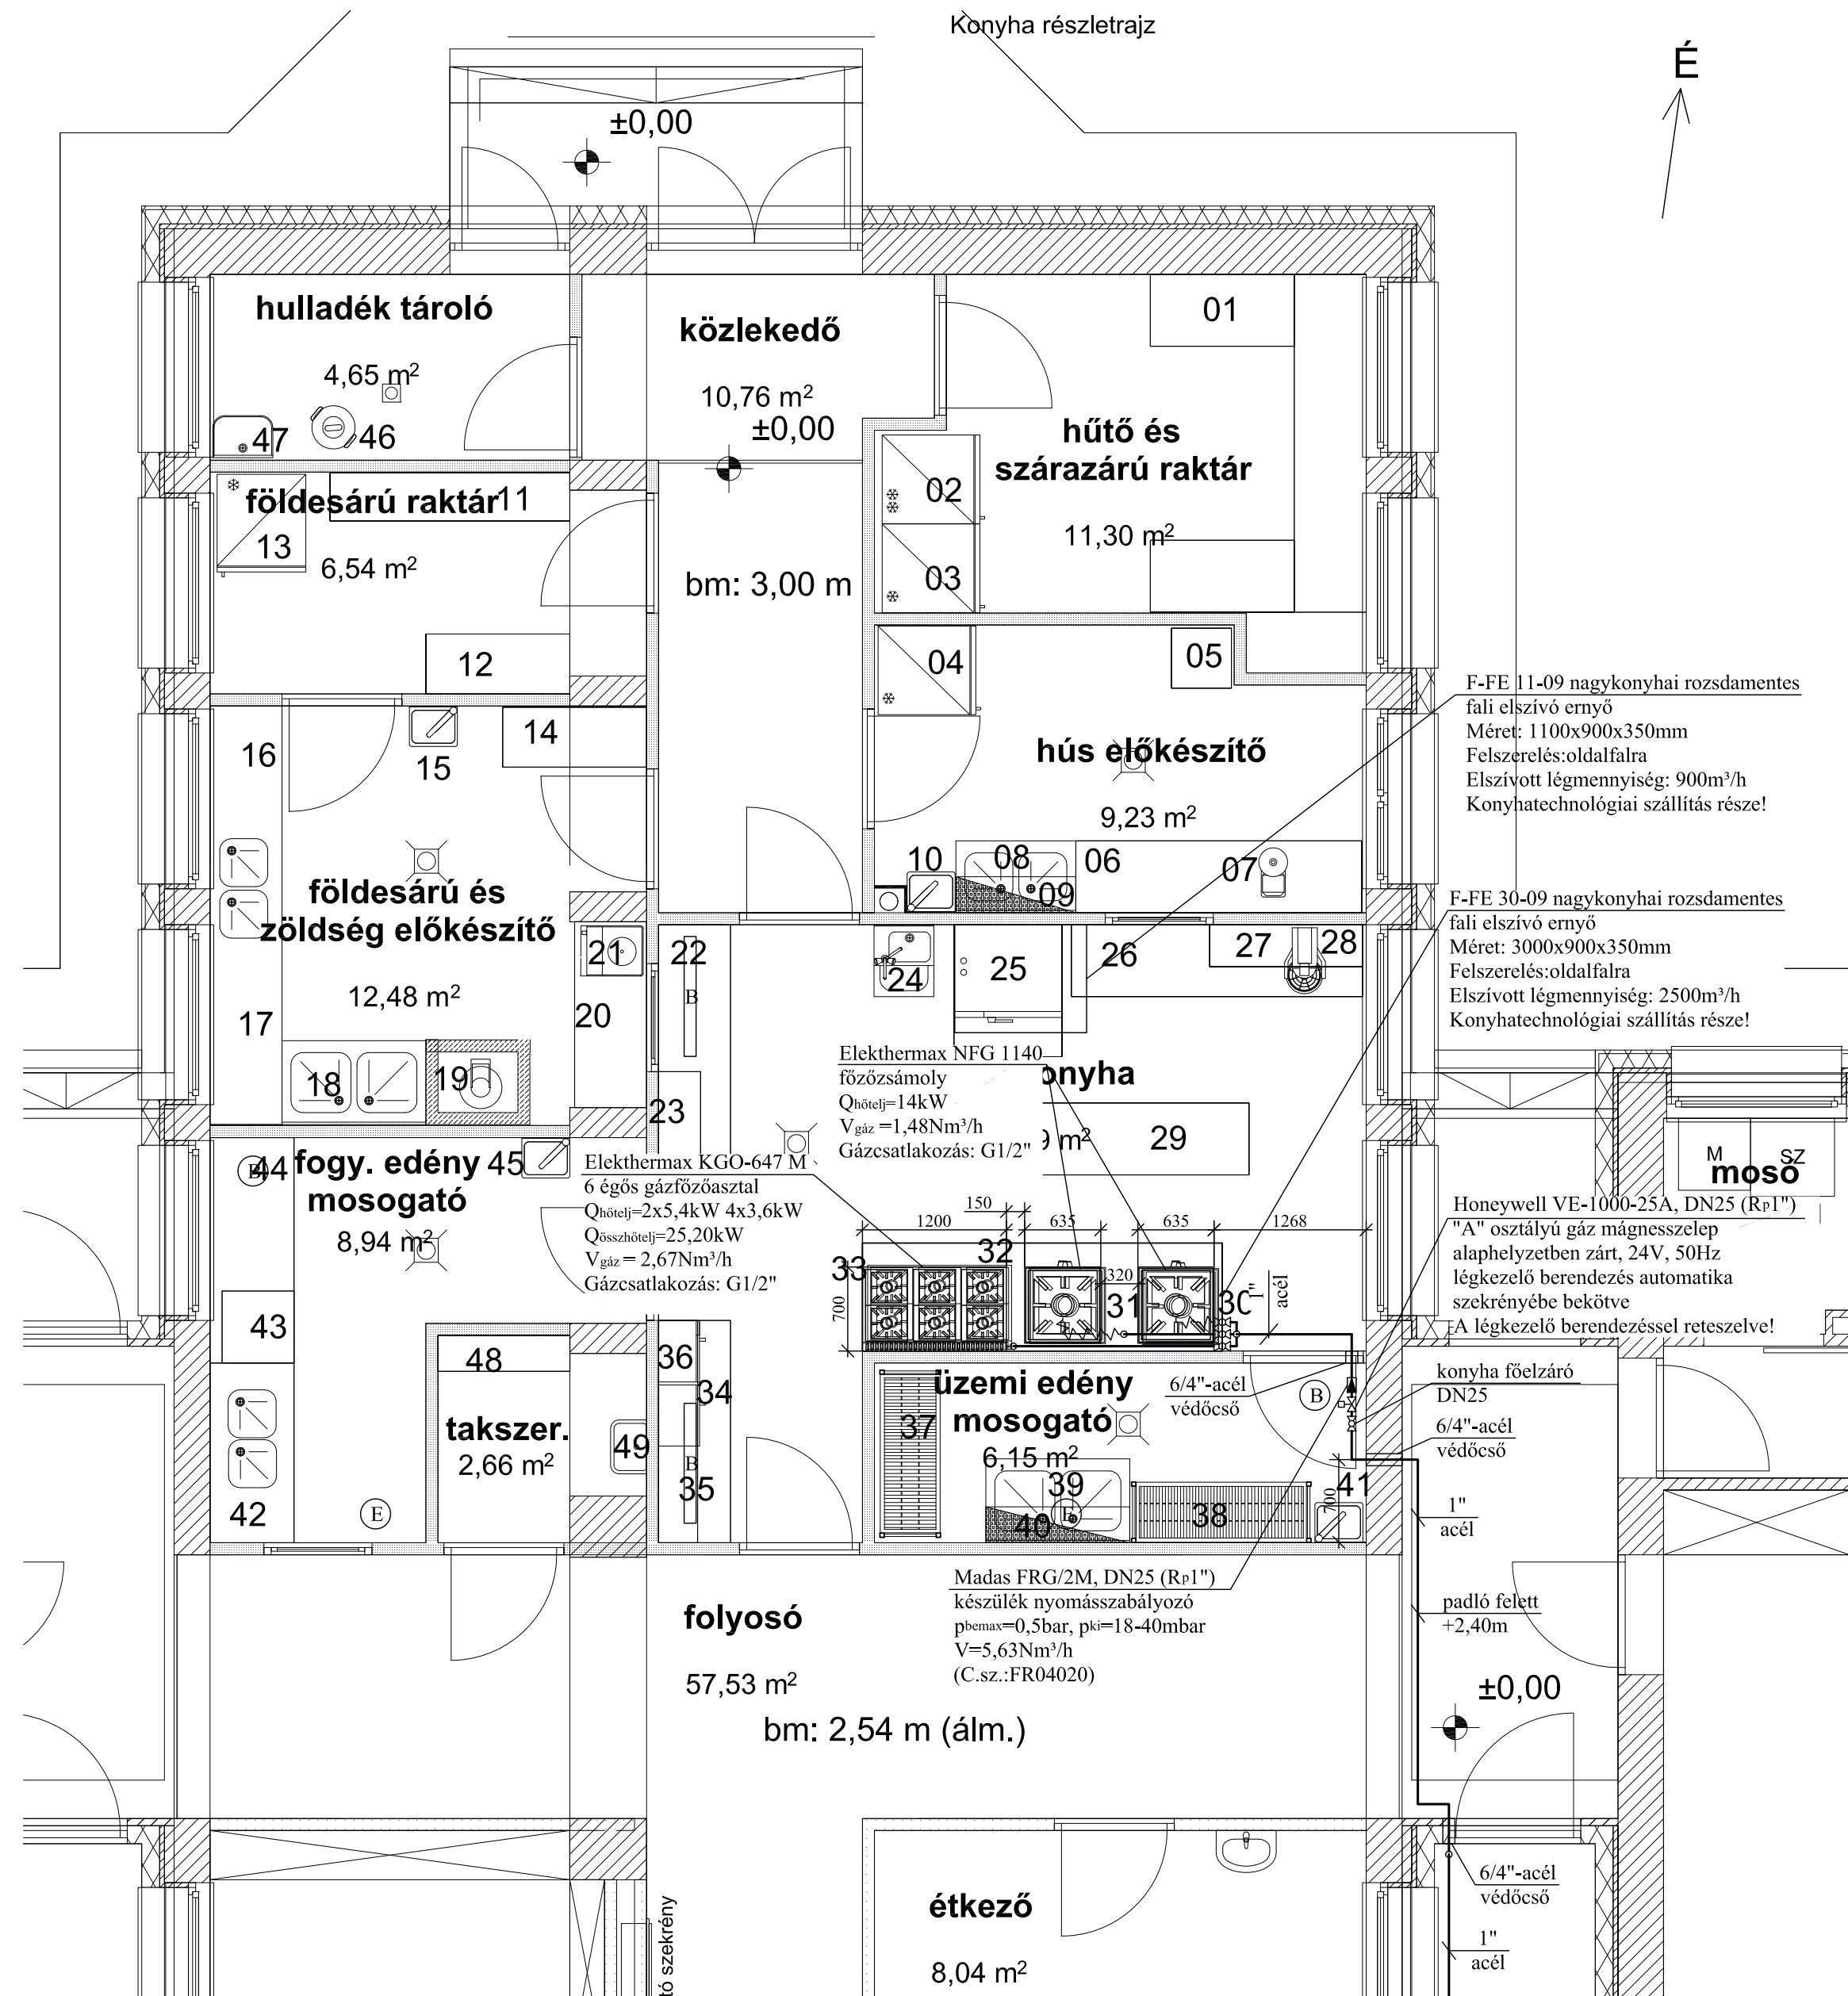 Konyha részletrajz
É
±0,00
hulladék tároló
4,65 m²
47
46
közlekedő
10,76 m²
±0,00
01
hűtő és
szárazárú raktár
11,30 m²
02
03
földesárú raktár
11
13
6,54 m²
12
bm: 3,00 m
04
05
hús előkészítő
9,23 m²
10
08
09
06
07
F-FE 11-09 nagykonyhai rozsdamentes
fali elszívó ernyő
Méret: 1100x900x350mm
Felszerelés:oldalfalra
Elszívott légmennyiség: 900m³/h
Konyhatechnológiai szállítás része!
16
15
14
földesárú és
zöldség előkészítő
12,48 m²
17
18
19
20
21
22
B
23
24
25
26
27
28
F-FE 30-09 nagykonyhai rozsdamentes
fali elszívó ernyő
Méret: 3000x900x350mm
Felszerelés:oldalfalra
Elszívott légmennyiség: 2500m³/h
Konyhatechnológiai szállítás része!
Elekthermax NFG 1140
főzőzsámoly
Qhőtelj=14kW
Vgáz =1,48Nm³/h
Gázcsatlakozás: G1/2"
onyha
9 m²
29
M
SZ
mosó
B
44
fogy. edény
mosogató
45
8,94 m²
Elekthermax KGO-647 M
6 égős gázfőzőasztal
Qhőtelj=2x5,4kW 4x3,6kW
Qösszhőtelj=25,20kW
Vgáz = 2,67Nm³/h
Gázcsatlakozás: G1/2"
150
1200
635
635
1268
33
32
700
320
31
30
1"
acél
Honeywell VE-1000-25A, DN25 (Rp1")
"A" osztályú gáz mágnesszelep
alaphelyzetben zárt, 24V, 50Hz
légkezelő berendezés automatika
szekrényébe bekötve
A légkezelő berendezéssel reteszelve!
43
48
36
34
takszer.
2,66 m²
49
B
35
42
E
üzemi edény
mosogató
6,15 m²
37
39
40
E
38
41
700
6/4"-acél
védőcső
B
konyha főelzáró
DN25
6/4"-acél
védőcső
1"
acél
Madas FRG/2M, DN25 (Rp1")
készülék nyomásszabályozó
pbemax=0,5bar, pki=18-40mbar
V=5,63Nm³/h
(C.sz.:FR04020)
padló felett
+2,40m
folyosó
57,53 m²
bm: 2,54 m (álm.)
±0,00
étkező
8,04 m²
6/4"-acél
védőcső
1"
acél
tó szekrény